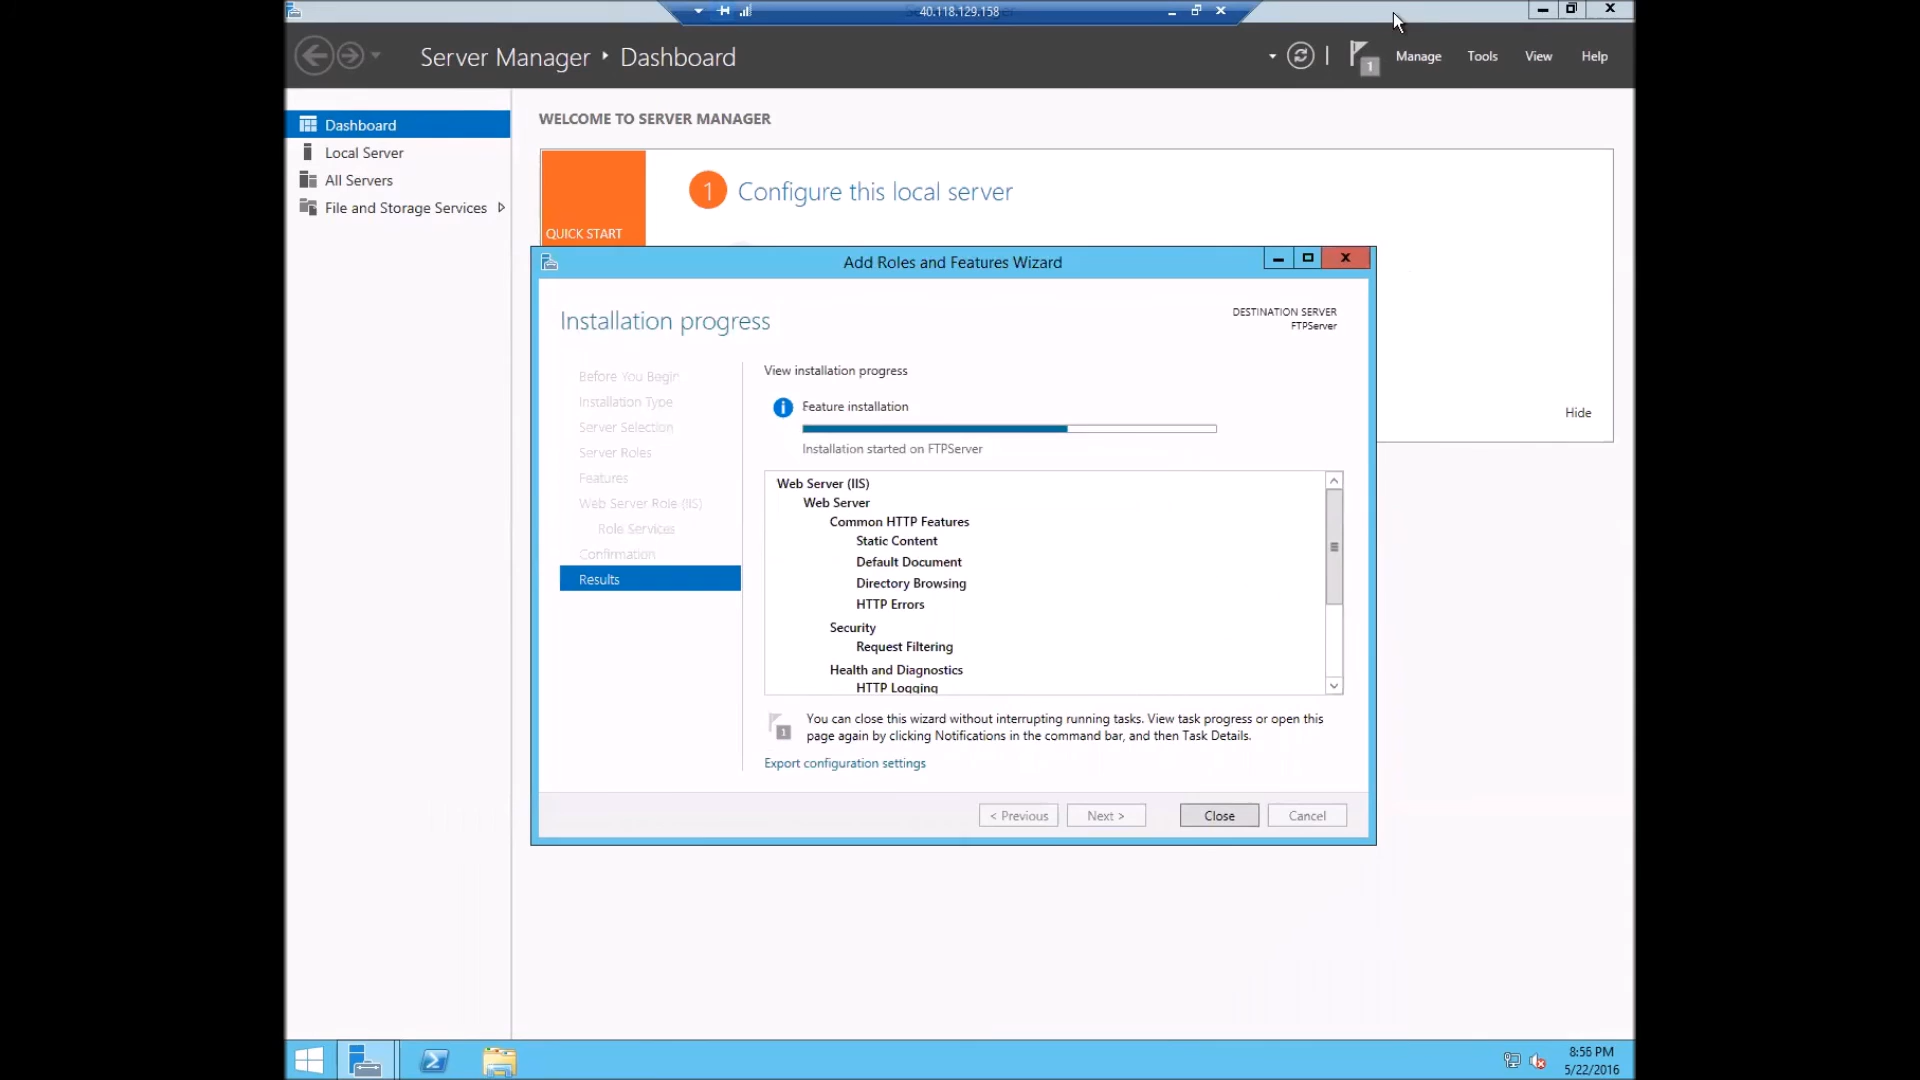 40.118.129.158
Server Manager
Dashboard
1
Manage
Tools
View
Help
Dashboard
Local Server
All Servers
File and Storage Services
WELCOME TO SERVER MANAGER
QUICK START
1
Configure this local server
Hide
Add Roles and Features Wizard
Installation progress
DESTINATION SERVER
FTPServer
Before You Begin
Installation Type
Server Selection
Server Roles
Features
Web Server Role (IIS)
Role Services
Confirmation
Results
View installation progress
Feature installation
Installation started on FTPServer
Web Server (IIS)
Web Server
Common HTTP Features
Static Content
Default Document
Directory Browsing
HTTP Errors
Security
Request Filtering
Health and Diagnostics
HTTP Logging
1
You can close this wizard without interrupting running tasks. View task progress or open this
page again by clicking Notifications in the command bar, and then Task Details.
Export configuration settings
< Previous
Next >
Close
Cancel
8:56 PM
5/22/2016